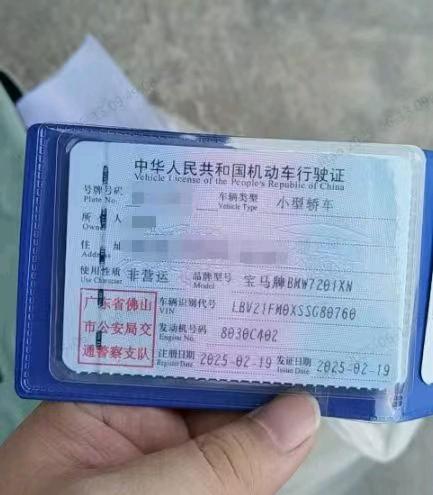 中华人民共和国机动车行驶证
Vehicle License of the People's Republic of China
号牌号码 车辆类型 小型轿车
Plate No. Vehicle Type
所有人
Owner
住址
Address
使用性质 非营运 品牌型号 宝马牌BMW7201XN
Use Character Model
广东省佛山市公安局交通警察支队
车辆识别代号 LBV21FM0XSSG80760
VIN
发动机号码 8030C402
Engine No.
注册日期 2025-02-19 发证日期 2025-02-19
Register Date Issue Date